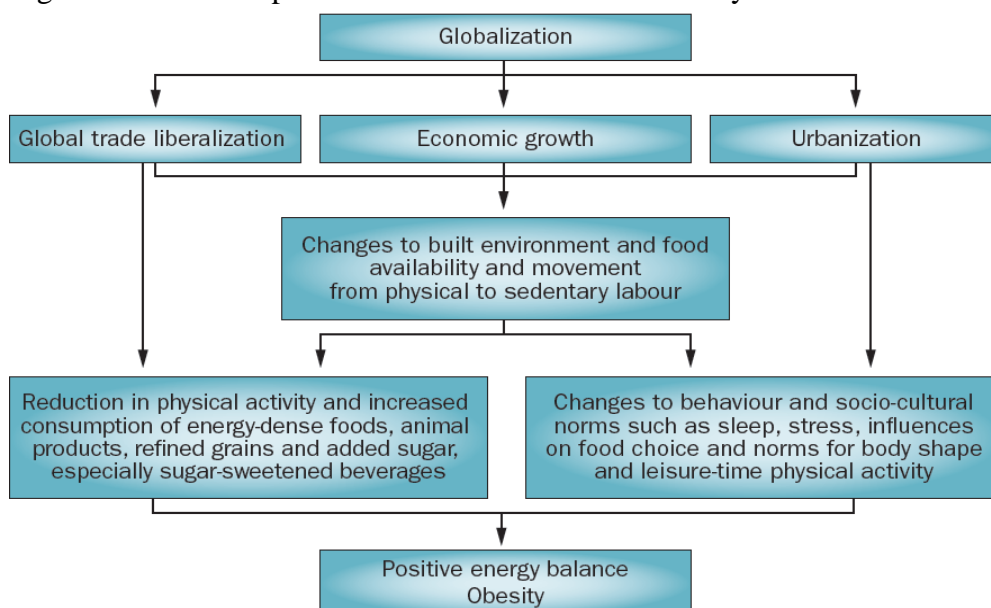 Globalization
Global trade liberalization
Economic growth
Urbanization
Changes to built environment and food
availability and movement
from physical to sedentary labour
Reduction in physical activity and increased
consumption of energy-dense foods, animal
products, refined grains and added sugar,
especially sugar-sweetened beverages
Changes to behaviour and socio-cultural
norms such as sleep, stress, influences
on food choice and norms for body shape
and leisure-time physical activity
Positive energy balance
Obesity